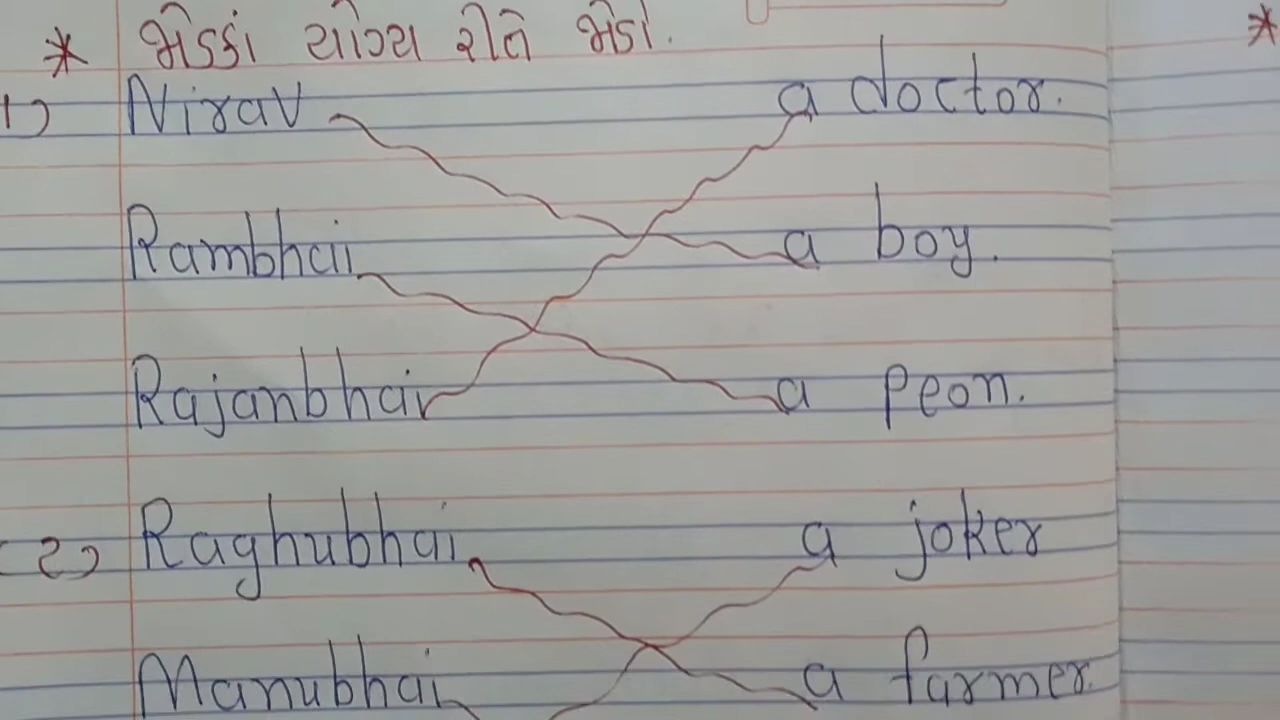 * જોડકાં યોગ્ય રીતે જોડો. *
1) Nirav a doctor.
Rambhai a boy.
Rajanbhai a Peon.
2) Raghubhai a joker
Manubhai a farmer.